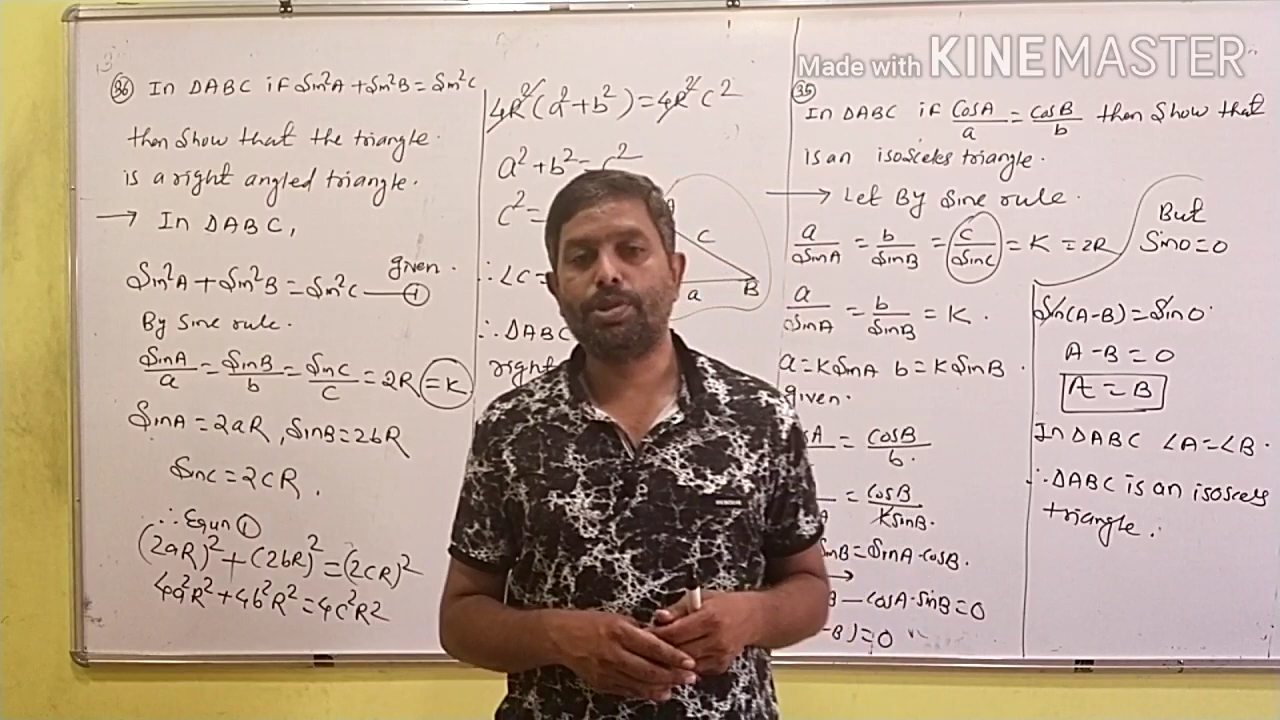 Made with KINEMASTER
36 In ΔABC if Sin²A + Sin²B = Sin²C
then Show that the triangle.
is a right angled triangle.
→ In ΔABC,
Sin²A + Sin²B = Sin²C — ① given.
By Sine rule.
SinA/a = SinB/b = SinC/C = 2R = K
SinA = 2aR, SinB = 2bR
SinC = 2CR.
∴ Equn ①
(2aR)² + (2bR)² = (2CR)²
4a²R² + 4b²R² = 4C²R²
4R²(a² + b²) = 4R²C²
a² + b² = C²
C² =
∴ ∠C =
C
a B
∴ ΔABC
right
35
In ΔABC if CosA/a = CosB/b then Show that
is an isosceles triangle.
→ Let By Sine rule.
a/SinA = b/SinB = C/SinC = K = 2R
a/SinA = b/SinB = K.
a = KSinA b = KSinB.
given.
= CosB/b.
= CosB/KSinB.
SinB = SinA·CosB.
→
B — CosA·SinB = 0
-B) = 0
But
Sin0 = 0
Sin(A-B) = Sin0.
A-B = 0
A = B
In ΔABC ∠A = ∠B.
∴ ΔABC is an isosceles
triangle.